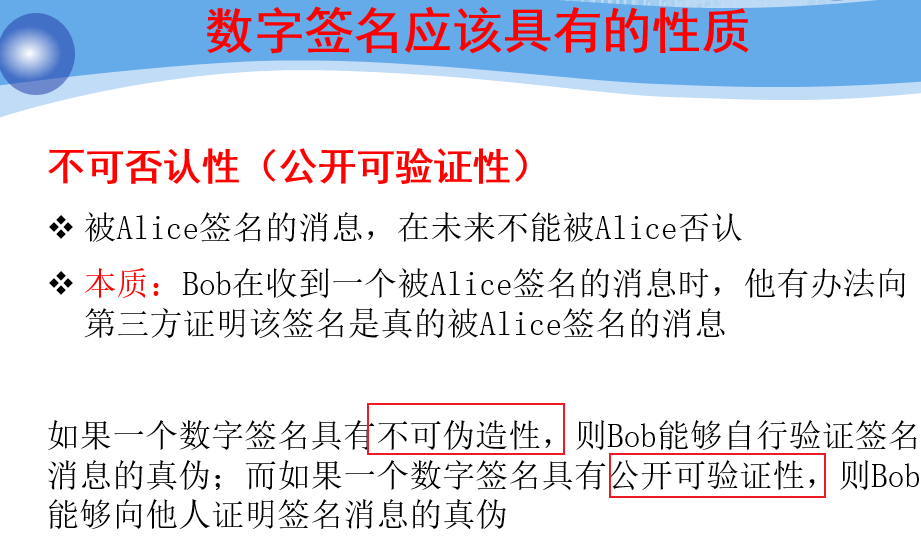 数字签名应该具有的性质
不可否认性（公开可验证性）
❖ 被Alice签名的消息，在未来不能被Alice否认
❖ 本质：Bob在收到一个被Alice签名的消息时，他有办法向
第三方证明该签名是真的被Alice签名的消息
如果一个数字签名具有不可伪造性，则Bob能够自行验证签名
消息的真伪；而如果一个数字签名具有公开可验证性，则Bob
能够向他人证明签名消息的真伪